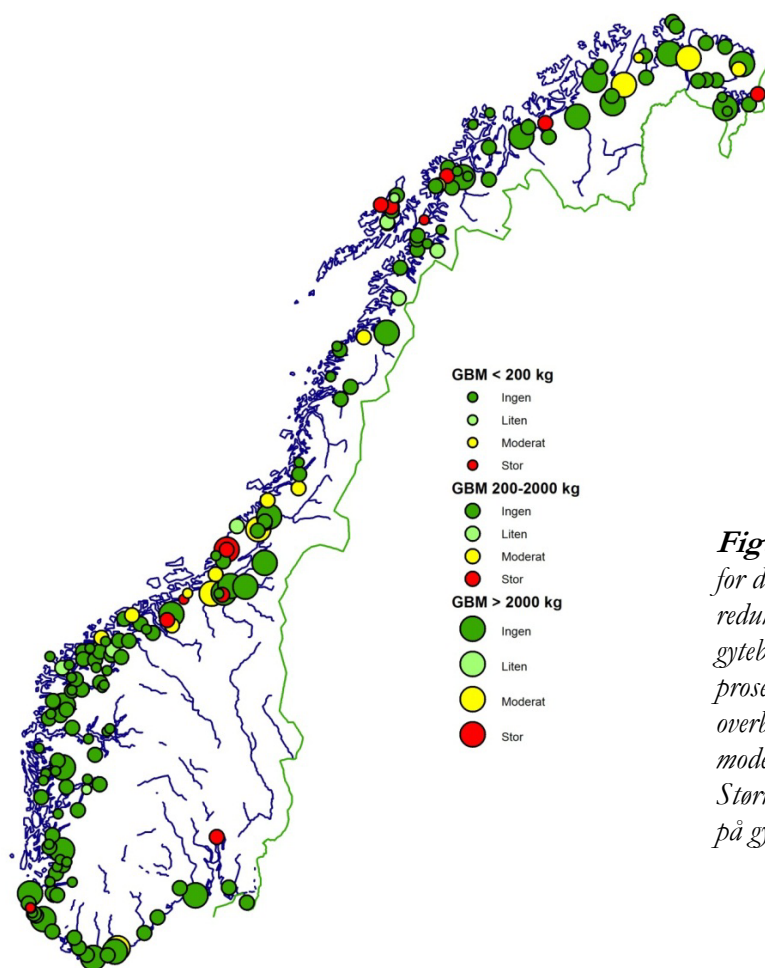 GBM < 200 kg
Ingen
Liten
Moderat
Stor
GBM 200-2000 kg
Ingen
Liten
Moderat
Stor
GBM > 2000 kg
Ingen
Liten
Moderat
Stor
Fig
for d
redu
gyteb
prose
overb
mode
Størr
på gy